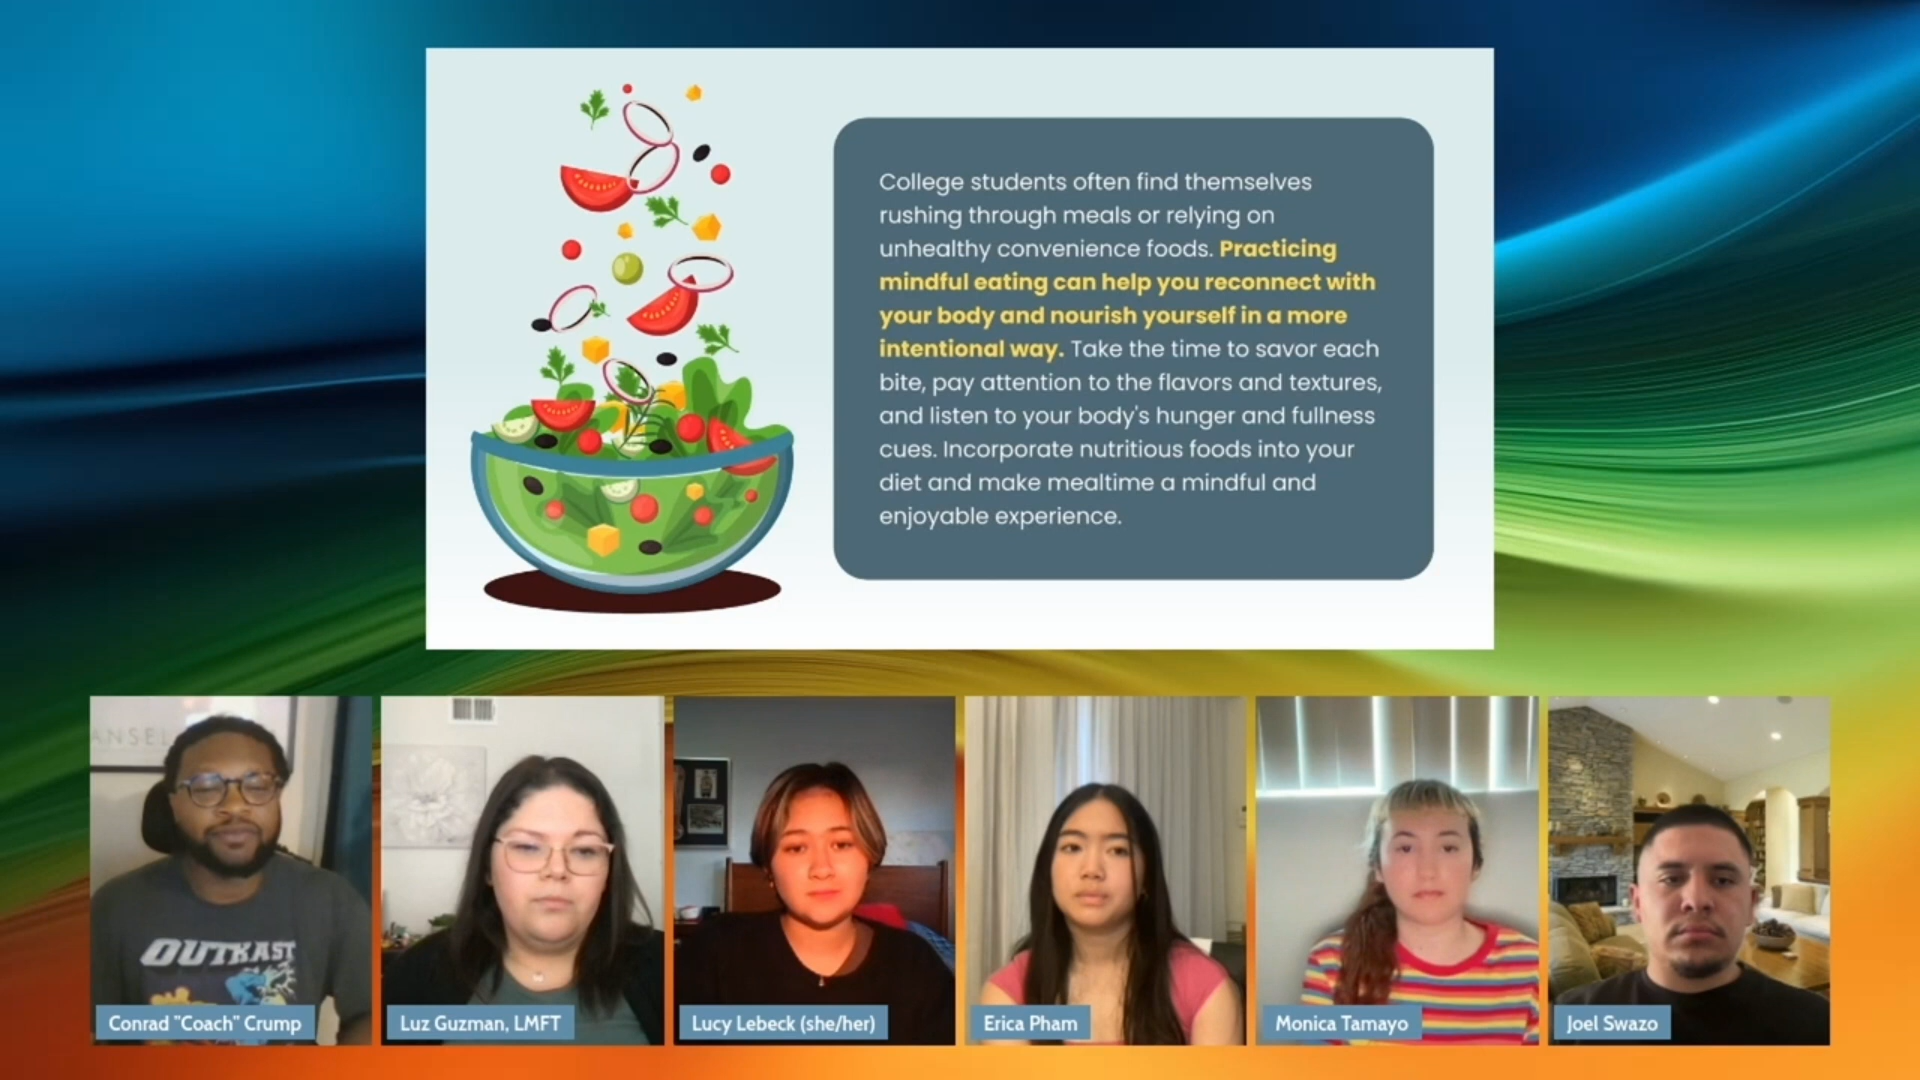 College students often find themselves
rushing through meals or relying on
unhealthy convenience foods. Practicing
mindful eating can help you reconnect with
your body and nourish yourself in a more
intentional way. Take the time to savor each
bite, pay attention to the flavors and textures,
and listen to your body's hunger and fullness
cues. Incorporate nutritious foods into your
diet and make mealtime a mindful and
enjoyable experience.
ANSEL
OUTKAST
Conrad "Coach" Crump
Luz Guzman, LMFT
Lucy Lebeck (she/her)
Erica Pham
Monica Tamayo
Joel Swazo